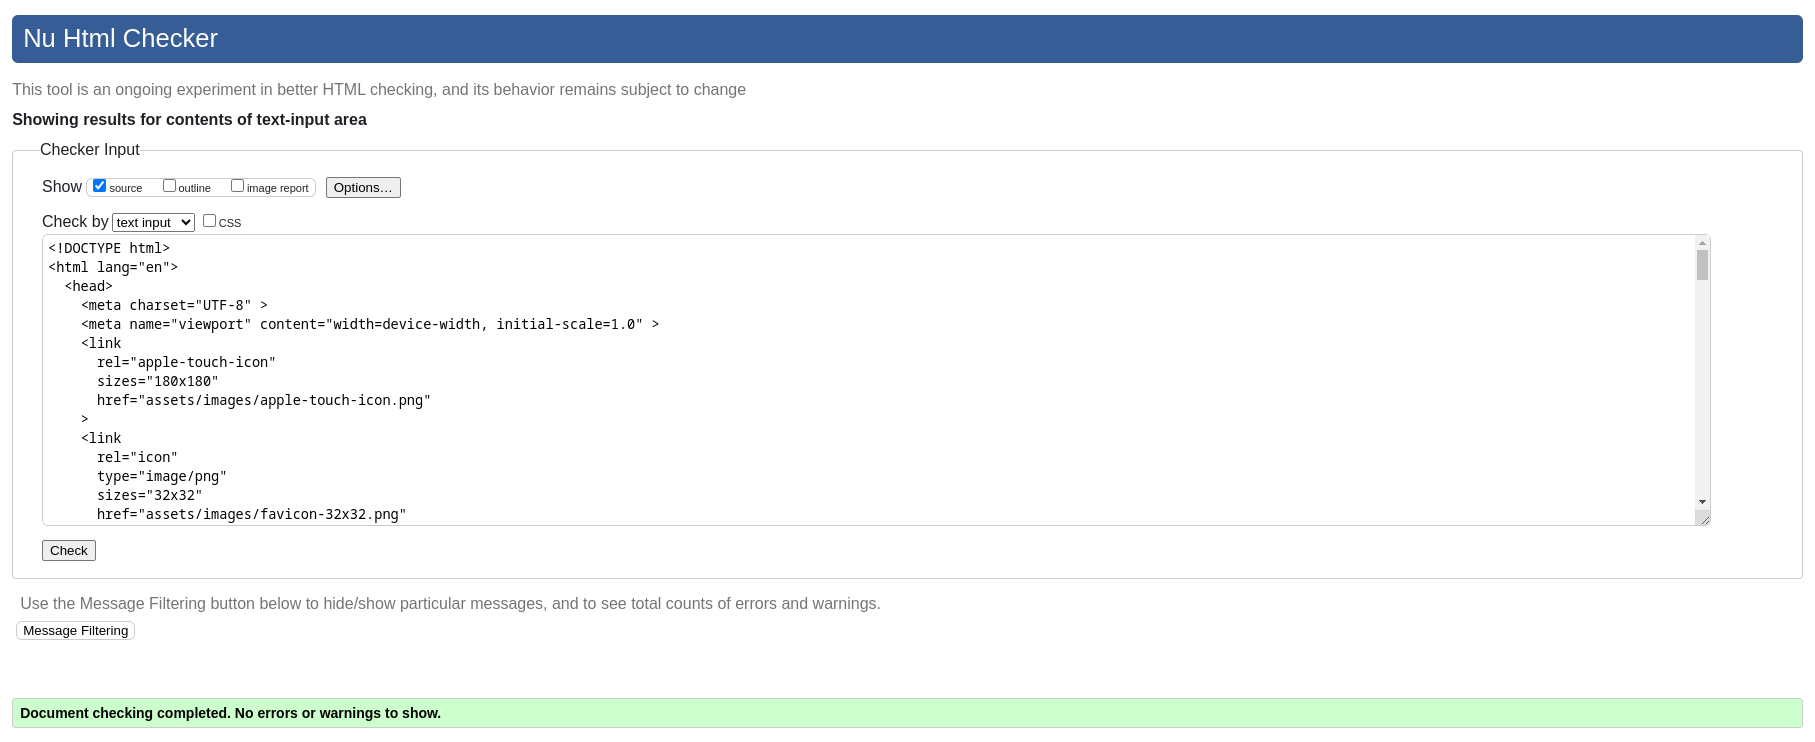 Nu Html Checker
This tool is an ongoing experiment in better HTML checking, and its behavior remains subject to change
Showing results for contents of text-input area
Checker Input
Show source outline image report Options…
Check by text input CSS
<!DOCTYPE html>
<html lang="en">
  <head>
    <meta charset="UTF-8" >
    <meta name="viewport" content="width=device-width, initial-scale=1.0" >
    <link
      rel="apple-touch-icon"
      sizes="180x180"
      href="assets/images/apple-touch-icon.png"
    >
    <link
      rel="icon"
      type="image/png"
      sizes="32x32"
      href="assets/images/favicon-32x32.png"
Check
Use the Message Filtering button below to hide/show particular messages, and to see total counts of errors and warnings.
Message Filtering
Document checking completed. No errors or warnings to show.